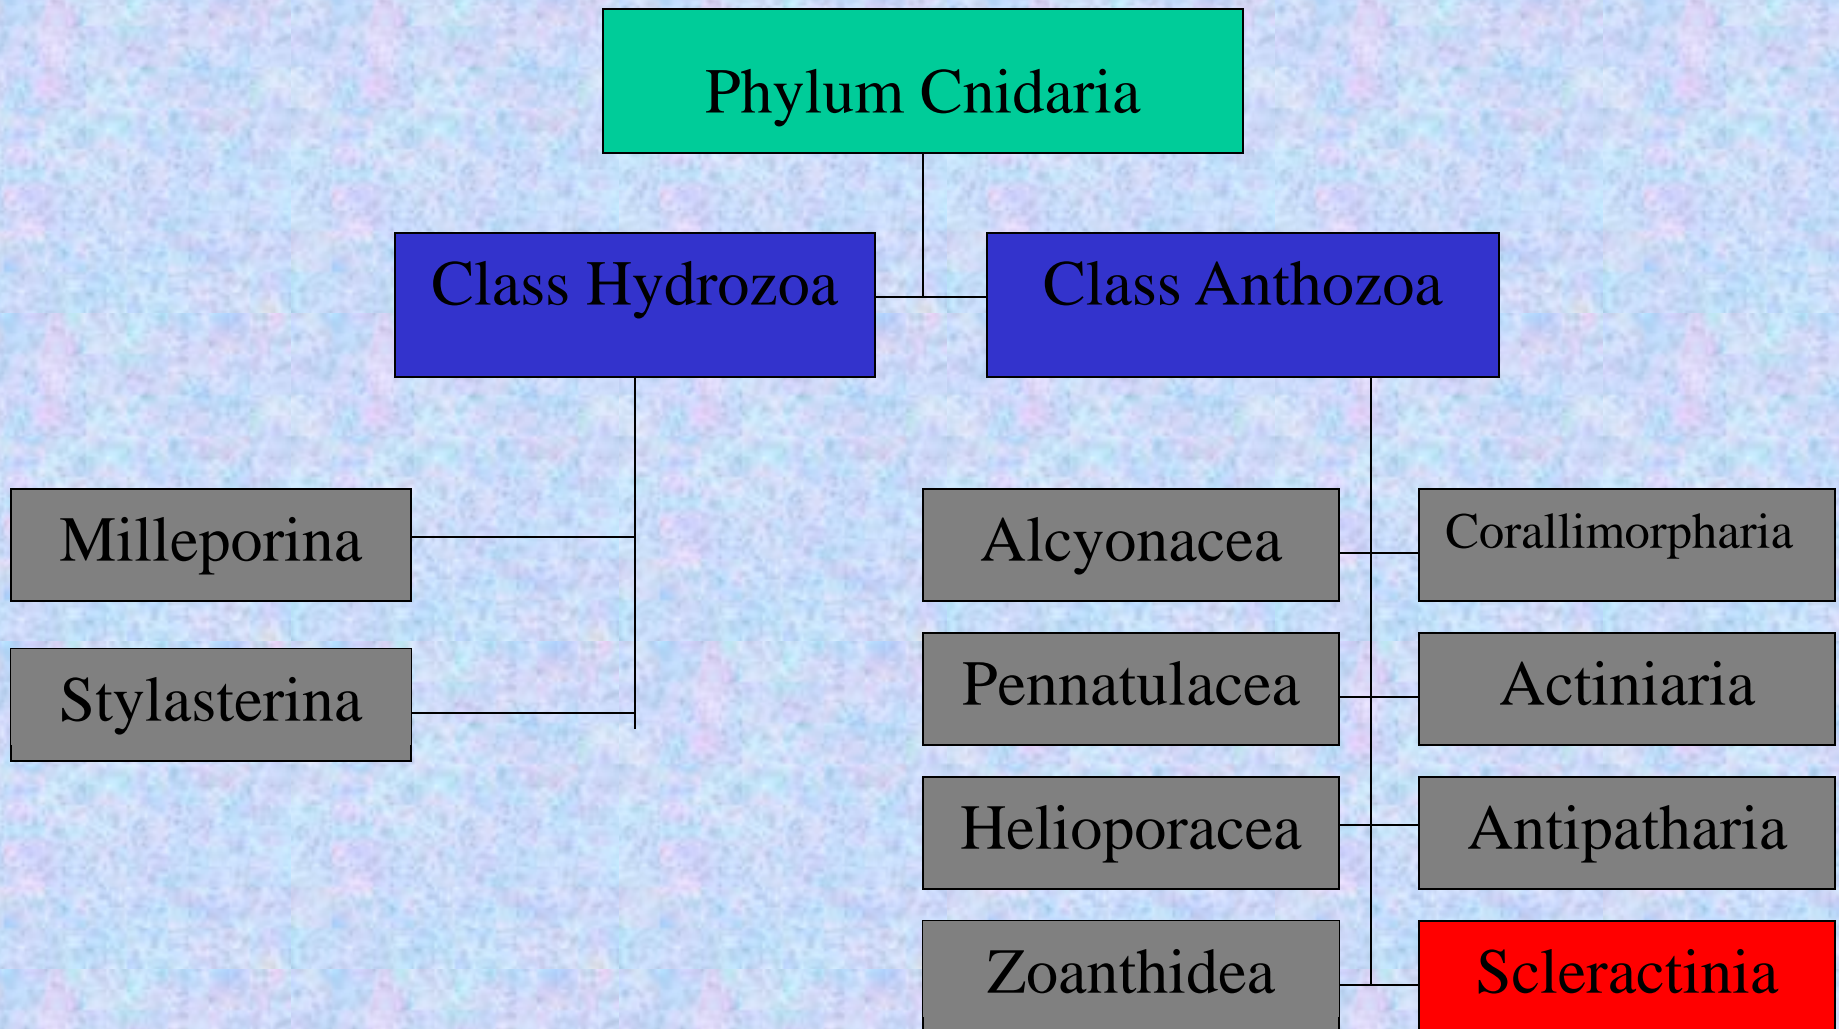 Phylum Cnidaria
Class Hydrozoa
Class Anthozoa
Milleporina
Stylasterina
Alcyonacea
Corallimorpharia
Pennatulacea
Actiniaria
Helioporacea
Antipatharia
Zoanthidea
Scleractinia